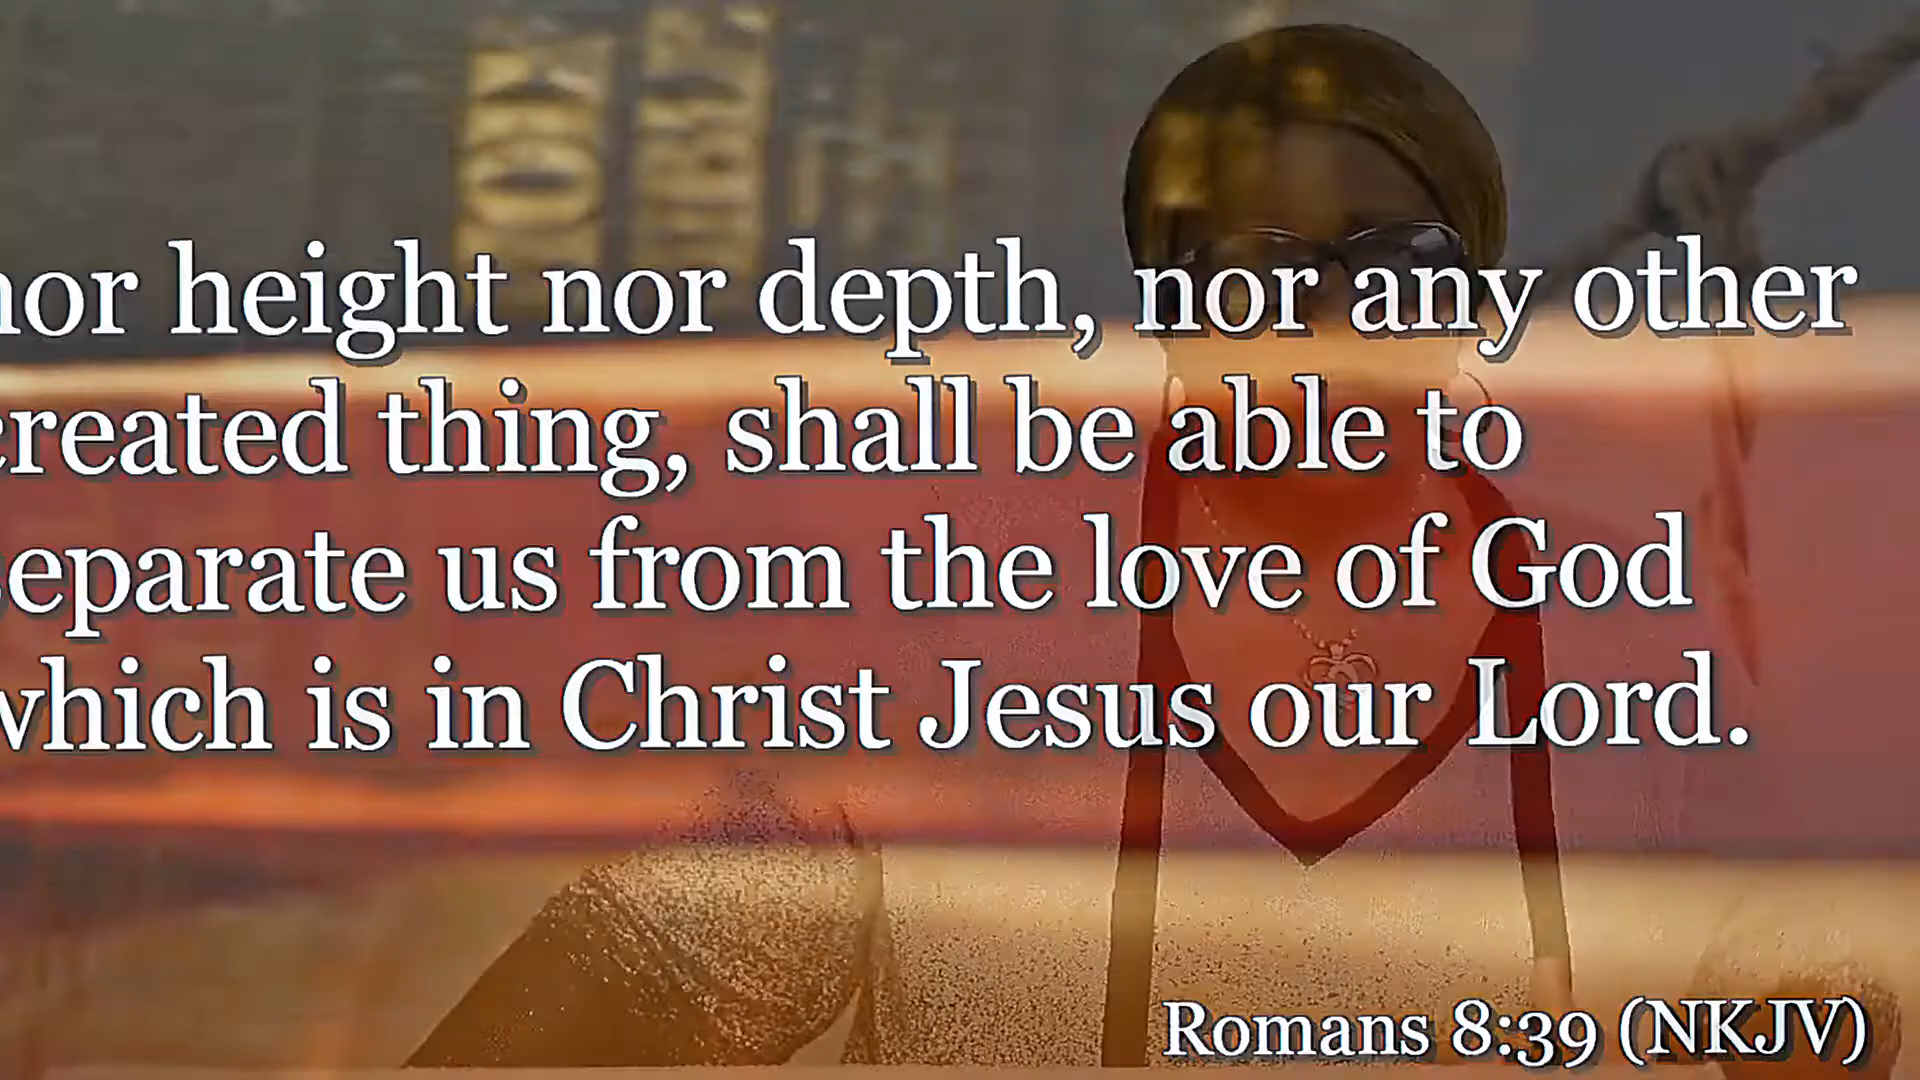 nor height nor depth, nor any other
created thing, shall be able to
separate us from the love of God
which is in Christ Jesus our Lord.
Romans 8:39 (NKJV)